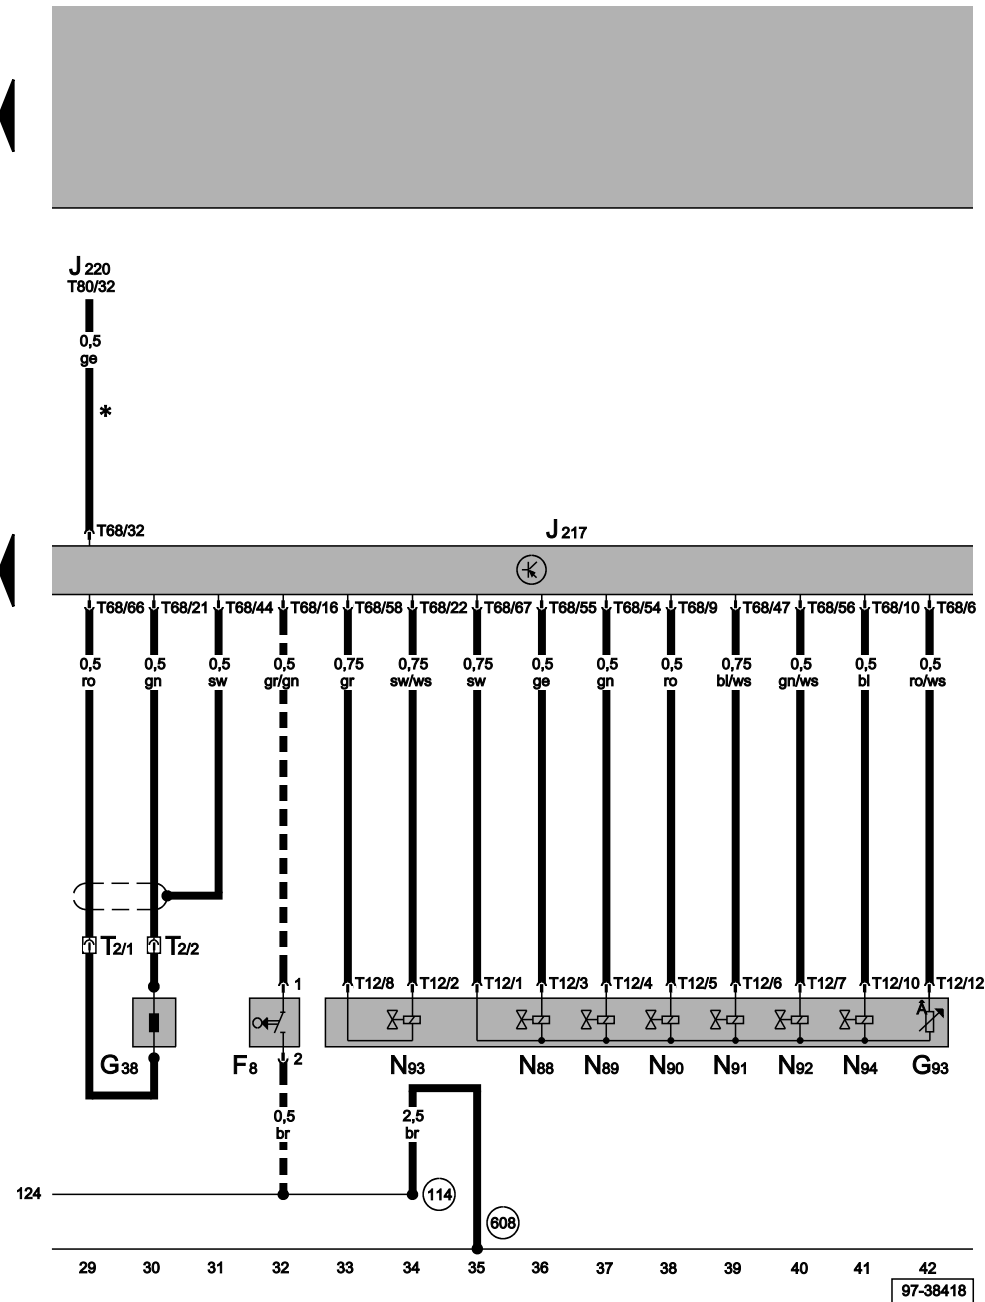 J 220
T80/32
0,5
ge
*
T68/32
J 217
T68/66 T68/21 T68/44 T68/16 T68/58 T68/22 T68/67 T68/55 T68/54 T68/9 T68/47 T68/56 T68/10 T68/6
0,5 0,5 0,5 0,5 0,75 0,75 0,75 0,5 0,5 0,5 0,75 0,5 0,5 0,5
ro gn sw gr/gn gr sw/ws sw ge gn ro bl/ws gn/ws bl ro/ws
T2/1 T2/2
1 T12/8 T12/2 T12/1 T12/3 T12/4 T12/5 T12/6 T12/7 T12/10 T12/12
G38 F8 2 N93 N88 N89 N90 N91 N92 N94 G93
0,5 2,5
br br
124 114
608
29 30 31 32 33 34 35 36 37 38 39 40 41 42
97-38418